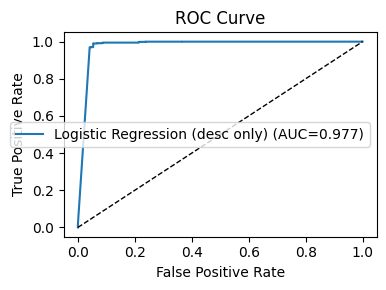 ROC Curve
True Positive Rate
1.0
0.8
0.6
0.4
0.2
0.0
Logistic Regression (desc only) (AUC=0.977)
0.0 0.2 0.4 0.6 0.8 1.0
False Positive Rate